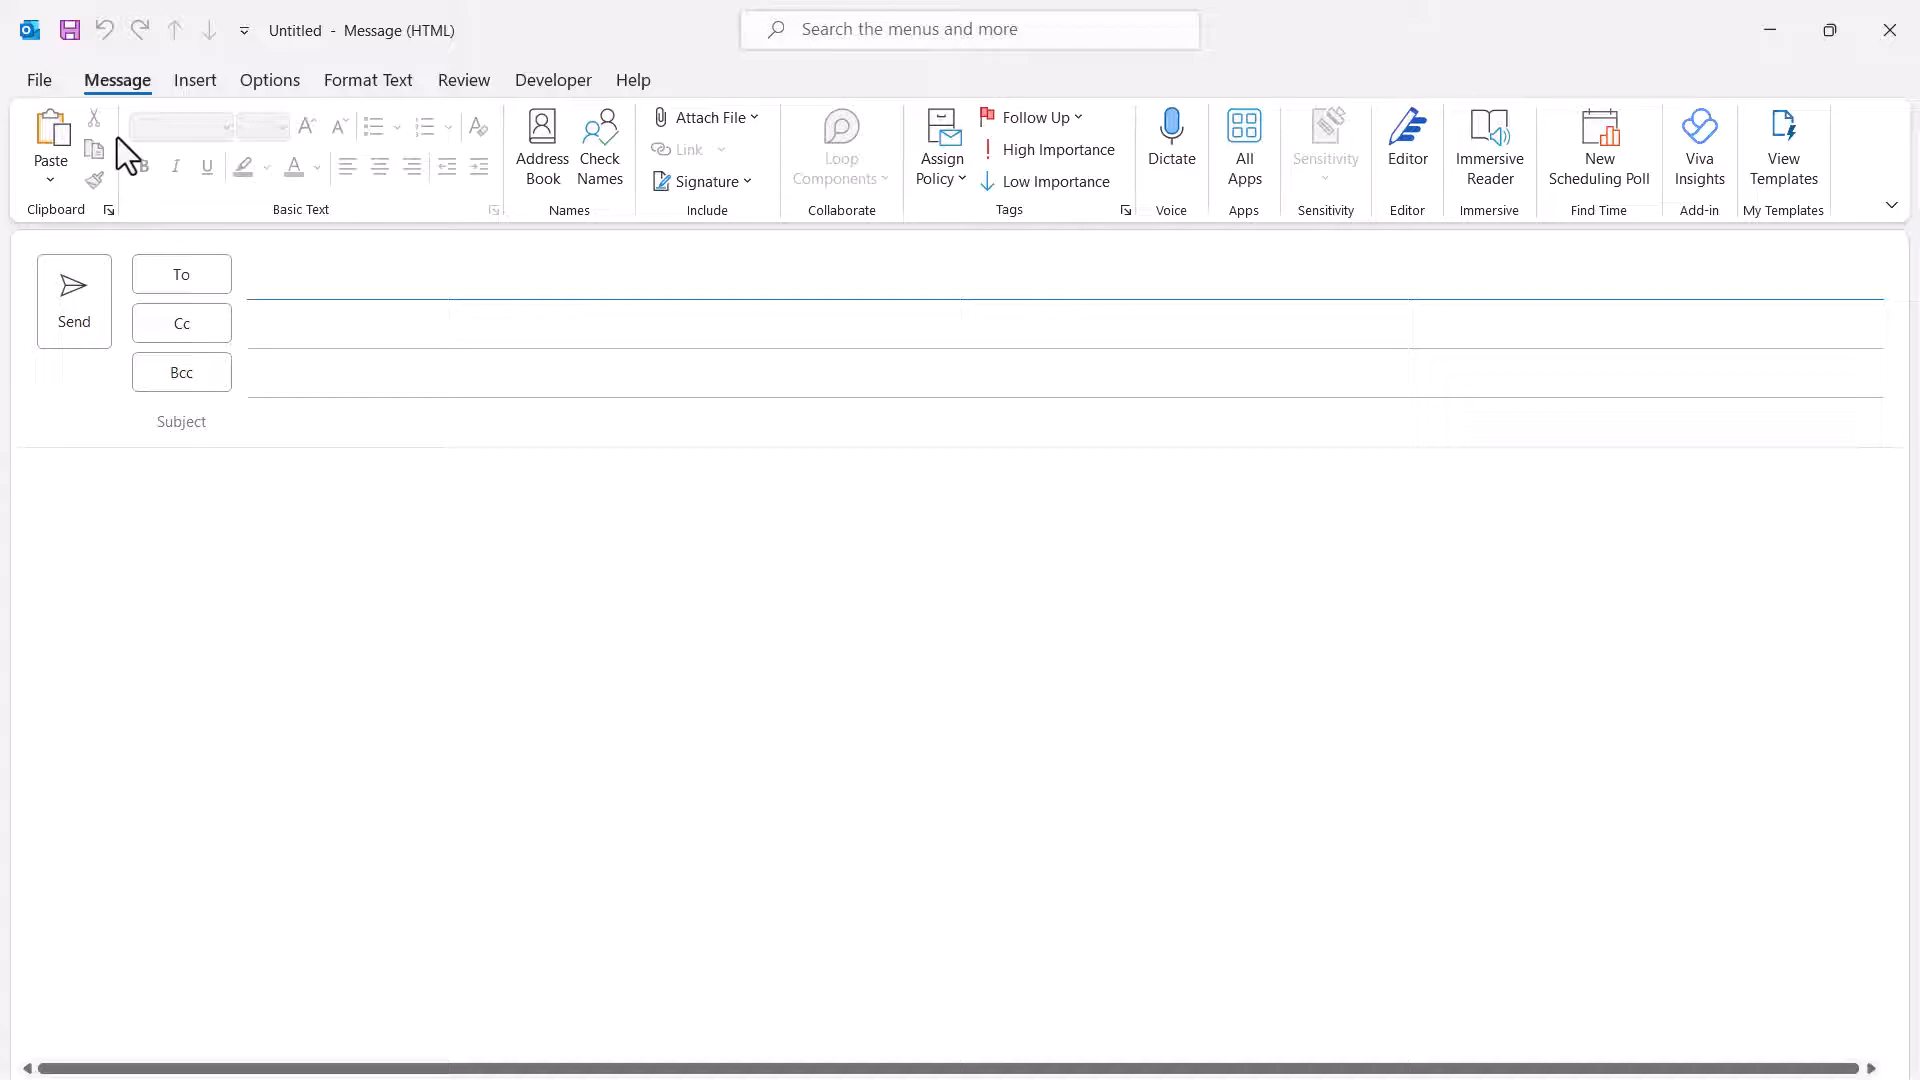 Untitled - Message (HTML)
Search the menus and more
File Message Insert Options Format Text Review Developer Help
Paste
Clipboard
B I U A
Basic Text
Address Book
Check Names
Names
Attach File
Link
Signature
Include
Loop Components
Collaborate
Assign Policy
Follow Up
High Importance
Low Importance
Tags
Dictate
Voice
All Apps
Apps
Sensitivity
Sensitivity
Editor
Editor
Immersive Reader
Immersive
New Scheduling Poll
Find Time
Viva Insights
Add-in
View Templates
My Templates
Send
To
Cc
Bcc
Subject